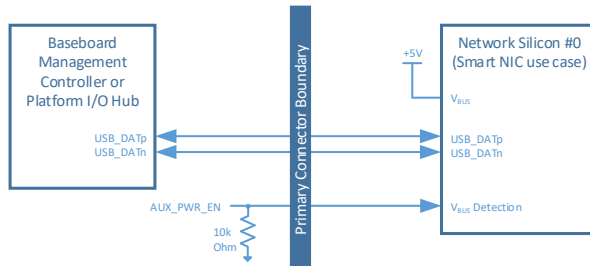 Baseboard
Management
Controller or
Platform I/O Hub
USB_DATp
USB_DATn
AUX_PWR_EN
10k
Ohm
Primary Connector Boundary
Network Silicon #0
(Smart NIC use case)
+5V
VBUS
USB_DATp
USB_DATn
VBUS Detection